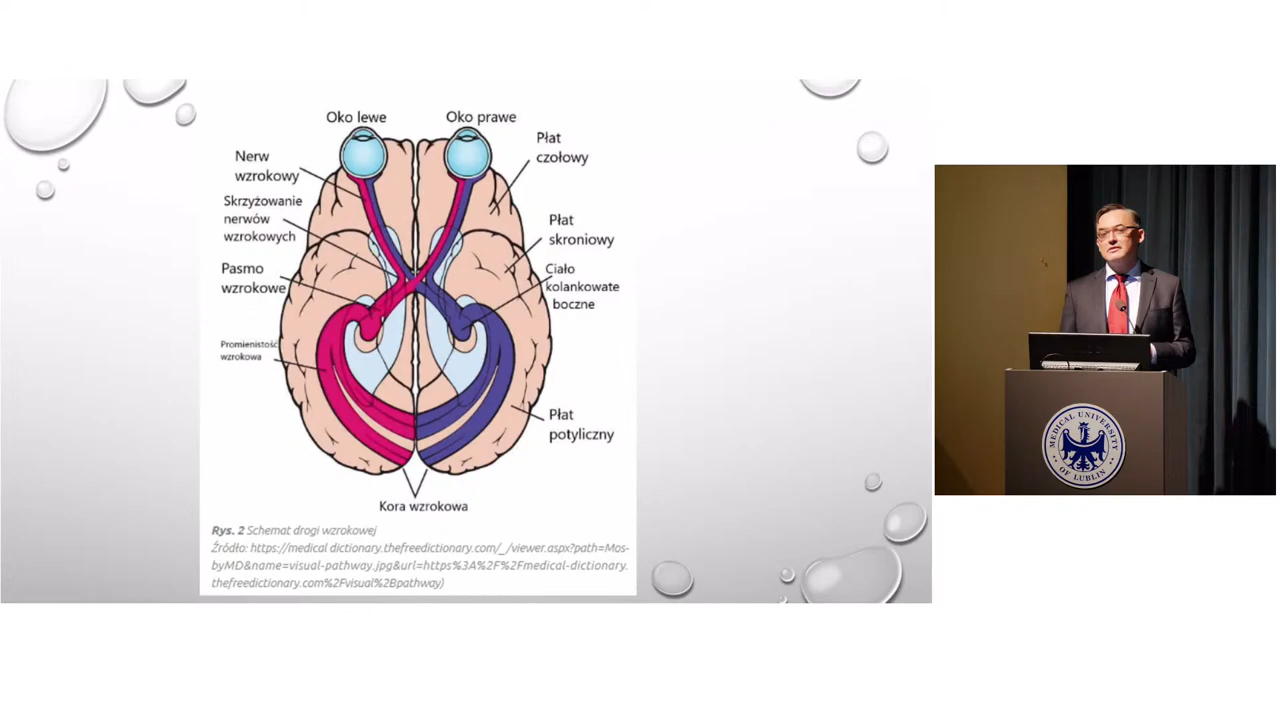 Oko lewe
Oko prawe
Nerw
wzrokowy
Płat
czołowy
Skrzyżowanie
nerwów
wzrokowych
Płat
skroniowy
Pasmo
wzrokowe
Ciało
kolankowate
boczne
Promienistość
wzrokowa
Płat
potyliczny
Kora wzrokowa
Rys. 2 Schemat drogi wzrokowej
Źródło: https://medical dictionary.thefreedictionary.com/_/viewer.aspx?path=Mos-
byMD&name=visual-pathway.jpg&url=https%3A%2F%2Fmedical-dictionary.
thefreedictionary.com%2Fvisual%2Bpathway)
MEDICAL UNIVERSITY
OF LUBLIN